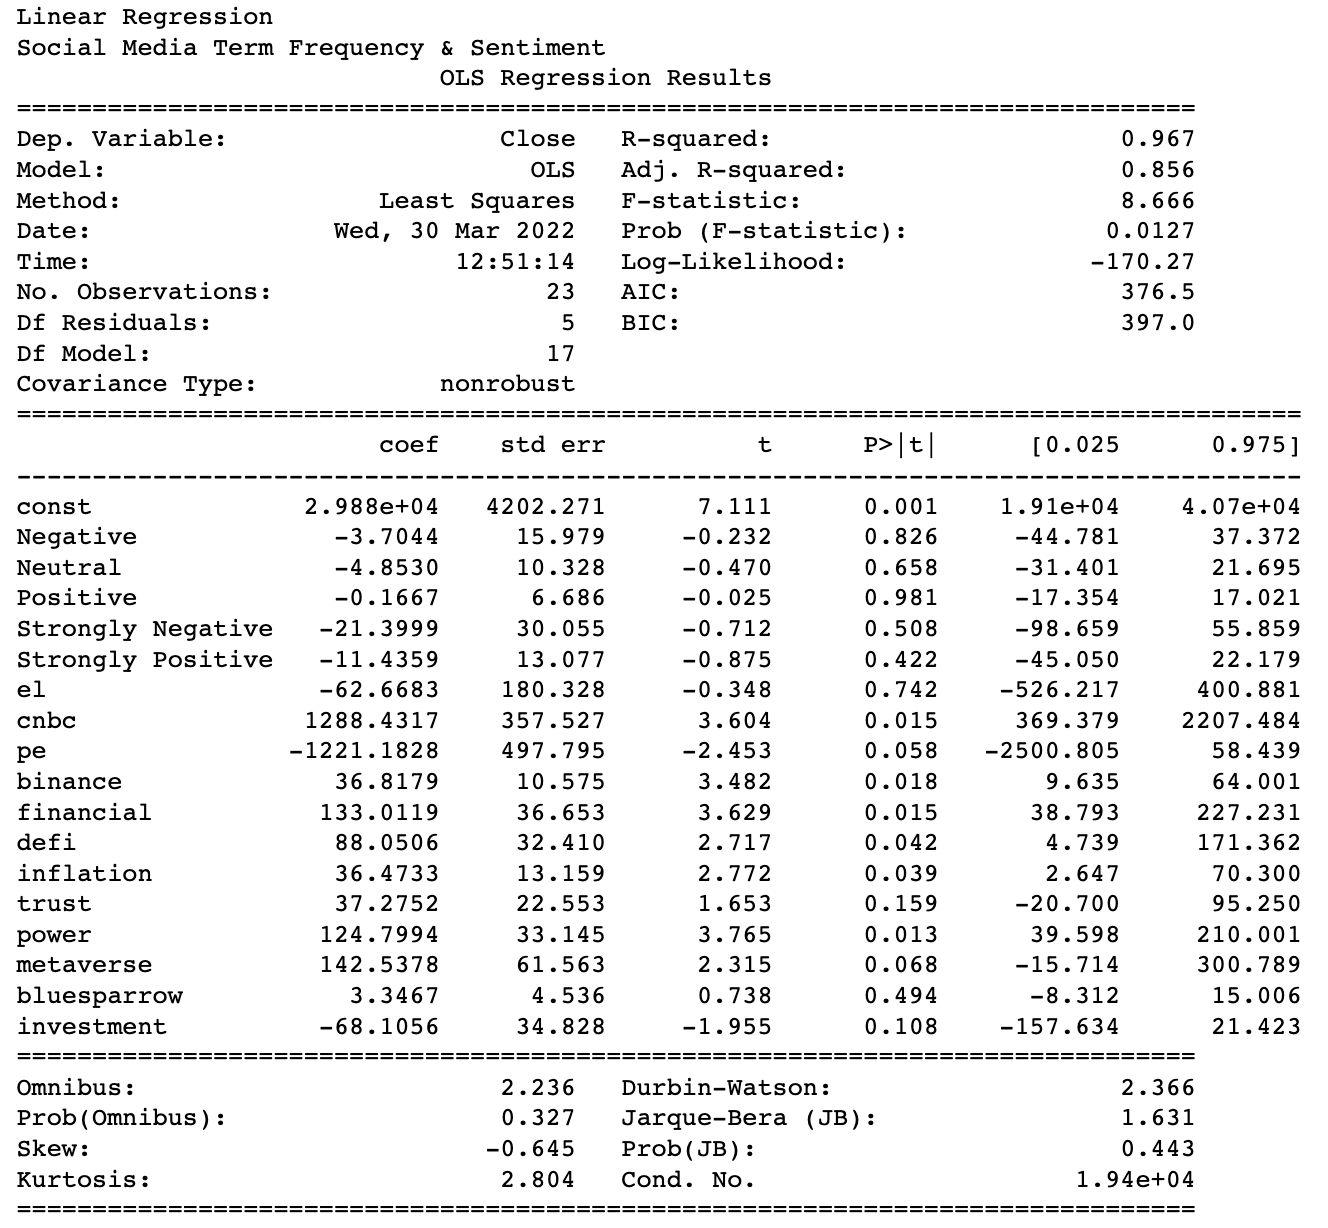 Linear Regression
Social Media Term Frequency & Sentiment
OLS Regression Results
==============================================================================
Dep. Variable: Close R-squared: 0.967
Model: OLS Adj. R-squared: 0.856
Method: Least Squares F-statistic: 8.666
Date: Wed, 30 Mar 2022 Prob (F-statistic): 0.0127
Time: 12:51:14 Log-Likelihood: -170.27
No. Observations: 23 AIC: 376.5
Df Residuals: 5 BIC: 397.0
Df Model: 17
Covariance Type: nonrobust
=====================================================================================
coef std err t P>|t| [0.025 0.975]
-------------------------------------------------------------------------------------
const 2.988e+04 4202.271 7.111 0.001 1.91e+04 4.07e+04
Negative -3.7044 15.979 -0.232 0.826 -44.781 37.372
Neutral -4.8530 10.328 -0.470 0.658 -31.401 21.695
Positive -0.1667 6.686 -0.025 0.981 -17.354 17.021
Strongly Negative -21.3999 30.055 -0.712 0.508 -98.659 55.859
Strongly Positive -11.4359 13.077 -0.875 0.422 -45.050 22.179
el -62.6683 180.328 -0.348 0.742 -526.217 400.881
cnbc 1288.4317 357.527 3.604 0.015 369.379 2207.484
pe -1221.1828 497.795 -2.453 0.058 -2500.805 58.439
binance 36.8179 10.575 3.482 0.018 9.635 64.001
financial 133.0119 36.653 3.629 0.015 38.793 227.231
defi 88.0506 32.410 2.717 0.042 4.739 171.362
inflation 36.4733 13.159 2.772 0.039 2.647 70.300
trust 37.2752 22.553 1.653 0.159 -20.700 95.250
power 124.7994 33.145 3.765 0.013 39.598 210.001
metaverse 142.5378 61.563 2.315 0.068 -15.714 300.789
bluesparrow 3.3467 4.536 0.738 0.494 -8.312 15.006
investment -68.1056 34.828 -1.955 0.108 -157.634 21.423
==============================================================================
Omnibus: 2.236 Durbin-Watson: 2.366
Prob(Omnibus): 0.327 Jarque-Bera (JB): 1.631
Skew: -0.645 Prob(JB): 0.443
Kurtosis: 2.804 Cond. No. 1.94e+04
==============================================================================